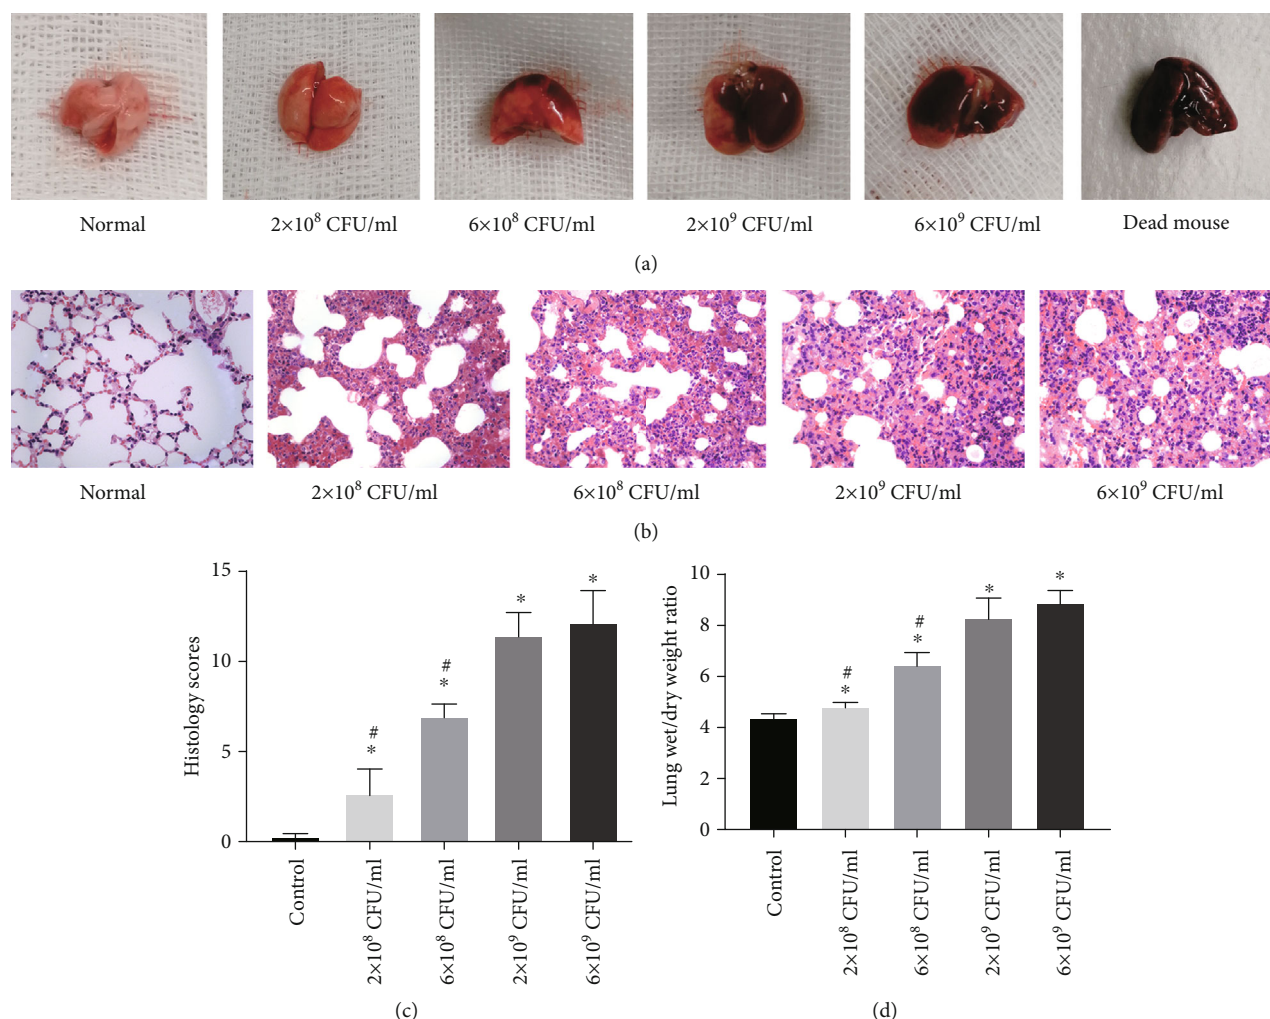 Normal
2×10⁸ CFU/ml
6×10⁸ CFU/ml
2×10⁹ CFU/ml
6×10⁹ CFU/ml
Dead mouse
(a)
Normal
2×10⁸ CFU/ml
6×10⁸ CFU/ml
2×10⁹ CFU/ml
6×10⁹ CFU/ml
(b)
Histology scores
15
10
5
0
#
*
#
*
*
*
Control
2×10⁸ CFU/ml
6×10⁸ CFU/ml
2×10⁹ CFU/ml
6×10⁹ CFU/ml
(c)
Lung wet/dry weight ratio
10
8
6
4
2
0
#
*
#
*
*
*
Control
2×10⁸ CFU/ml
6×10⁸ CFU/ml
2×10⁹ CFU/ml
6×10⁹ CFU/ml
(d)